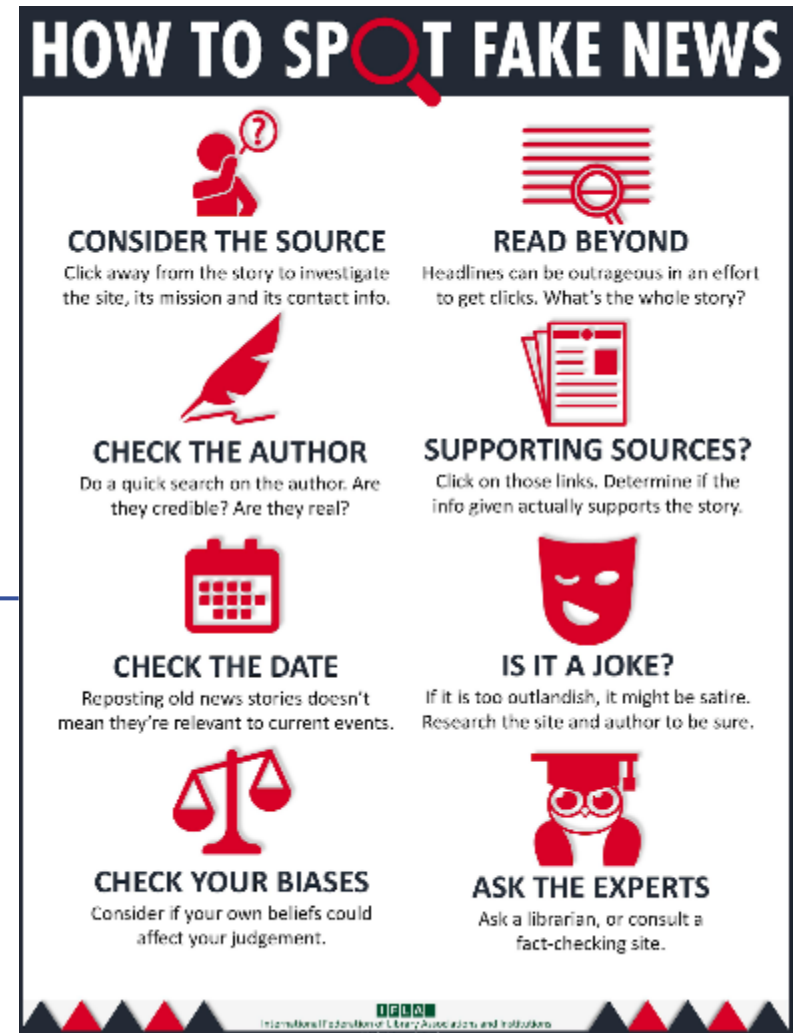 HOW TO SPOT FAKE NEWS
?
CONSIDER THE SOURCE
Click away from the story to investigate
the site, its mission and its contact info.
READ BEYOND
Headlines can be outrageous in an effort
to get clicks. What's the whole story?
CHECK THE AUTHOR
Do a quick search on the author. Are
they credible? Are they real?
SUPPORTING SOURCES?
Click on those links. Determine if the
info given actually supports the story.
CHECK THE DATE
Reposting old news stories doesn't
mean they're relevant to current events.
IS IT A JOKE?
If it is too outlandish, it might be satire.
Research the site and author to be sure.
CHECK YOUR BIASES
Consider if your own beliefs could
affect your judgement.
ASK THE EXPERTS
Ask a librarian, or consult a
fact-checking site.
IFLA
International Federation of Library Associations and Institutions